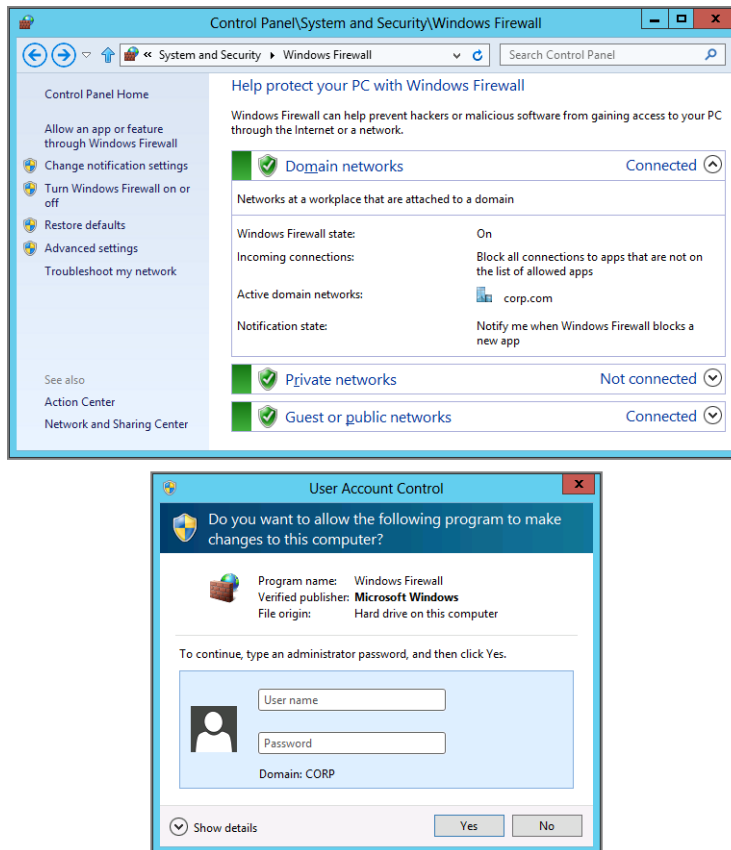 Control Panel\System and Security\Windows Firewall
« System and Security ▸ Windows Firewall
Search Control Panel
Control Panel Home
Allow an app or feature
through Windows Firewall
Change notification settings
Turn Windows Firewall on or
off
Restore defaults
Advanced settings
Troubleshoot my network
See also
Action Center
Network and Sharing Center
Help protect your PC with Windows Firewall
Windows Firewall can help prevent hackers or malicious software from gaining access to your PC
through the Internet or a network.
Domain networks Connected
Networks at a workplace that are attached to a domain
Windows Firewall state: On
Incoming connections: Block all connections to apps that are not on
the list of allowed apps
Active domain networks: corp.com
Notification state: Notify me when Windows Firewall blocks a
new app
Private networks Not connected
Guest or public networks Connected
User Account Control
Do you want to allow the following program to make
changes to this computer?
Program name: Windows Firewall
Verified publisher: Microsoft Windows
File origin: Hard drive on this computer
To continue, type an administrator password, and then click Yes.
User name
Password
Domain: CORP
Show details
Yes No